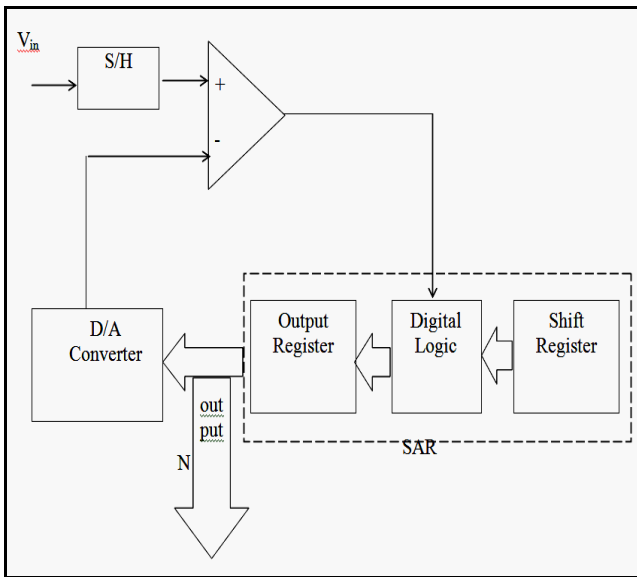 Vin
S/H
+
-
D/A
Converter
Output
Register
Digital
Logic
Shift
Register
out
put
N
SAR